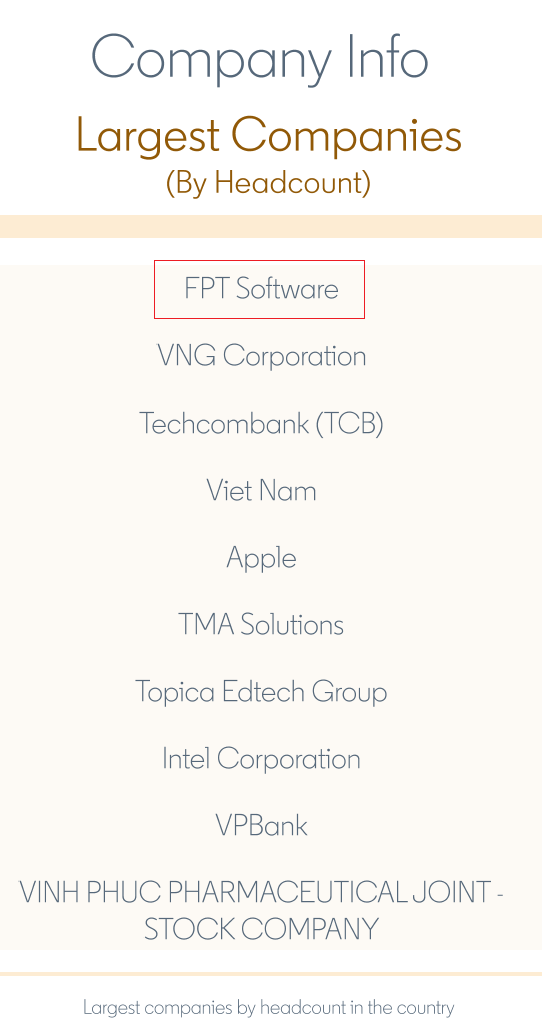 Company Info
Largest Companies
(By Headcount)
FPT Software
VNG Corporation
Techcombank (TCB)
Viet Nam
Apple
TMA Solutions
Topica Edtech Group
Intel Corporation
VPBank
VINH PHUC PHARMACEUTICAL JOINT -
STOCK COMPANY
Largest companies by headcount in the country